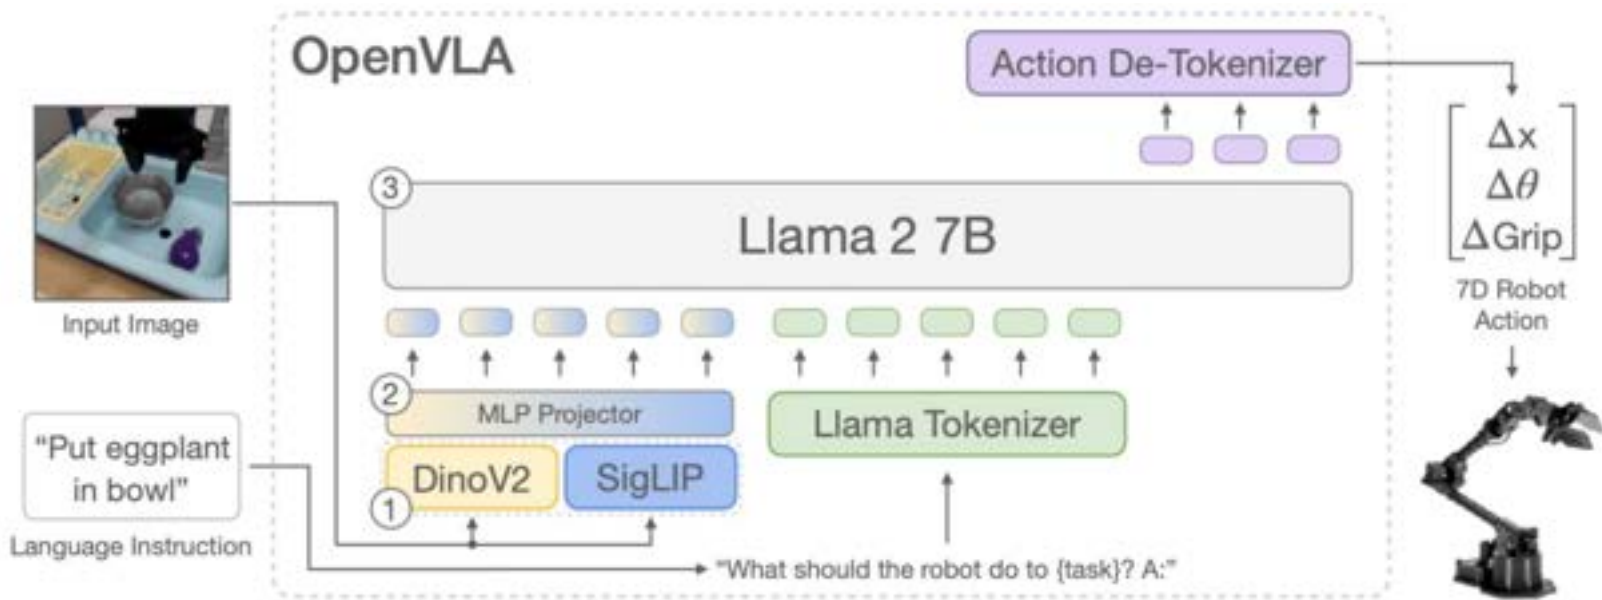 OpenVLA
Action De-Tokenizer
Δx
Δθ
ΔGrip
7D Robot
Action
Input Image
3
Llama 2 7B
2
MLP Projector
Llama Tokenizer
DinoV2
SigLIP
1
“Put eggplant
in bowl”
Language Instruction
“What should the robot do to {task}? A:”